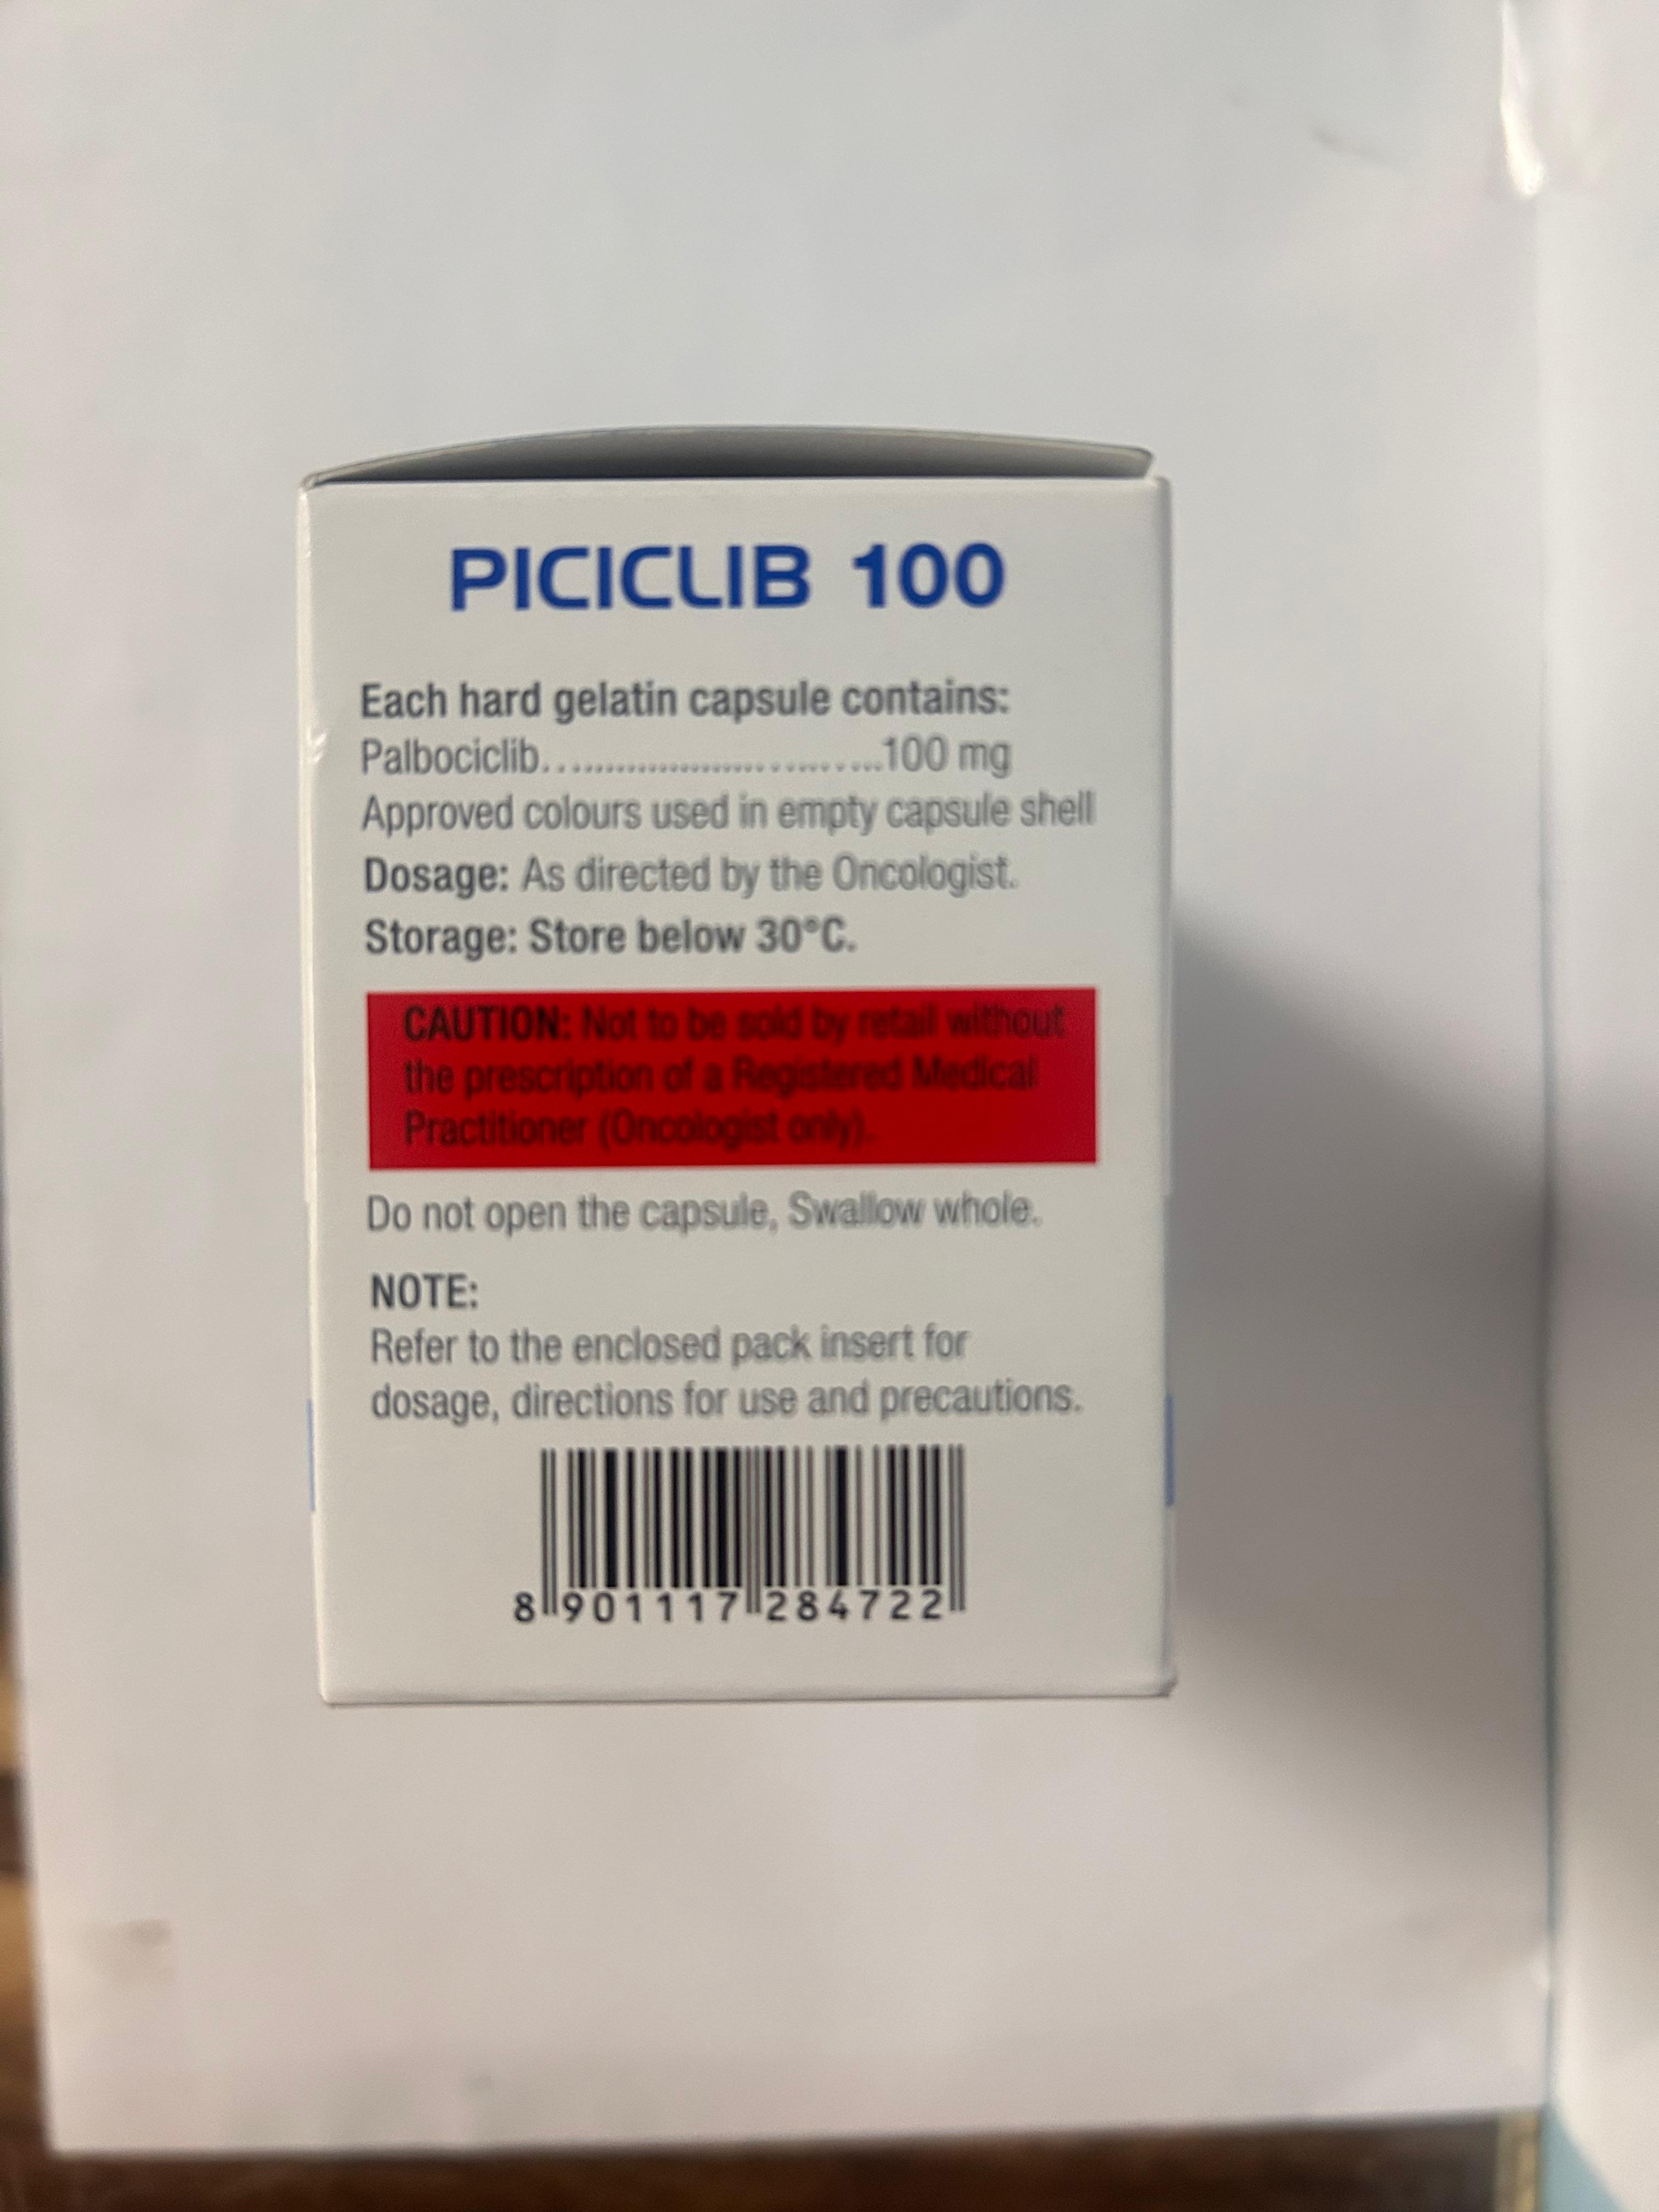 PICICLIB 100
Each hard gelatin capsule contains:
Palbociclib.................................100 mg
Approved colours used in empty capsule shell
Dosage: As directed by the Oncologist.
Storage: Store below 30°C.
CAUTION: Not to be sold by retail without
the prescription of a Registered Medical
Practitioner (Oncologist only).
Do not open the capsule, Swallow whole.
NOTE:
Refer to the enclosed pack insert for
dosage, directions for use and precautions.
8 901117 284722